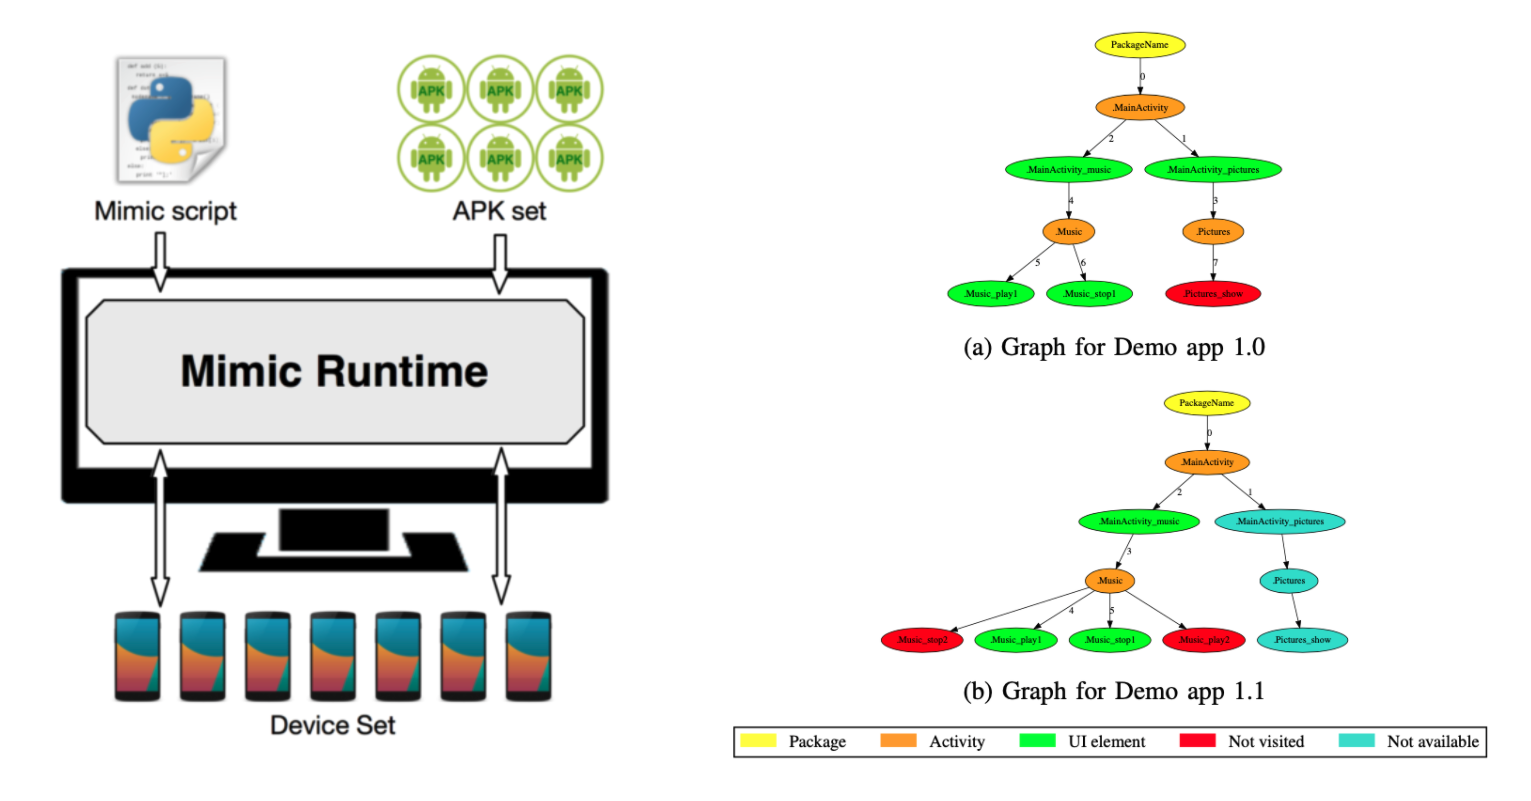 Mimic script
APK APK APK
APK APK APK
APK set
Mimic Runtime
Device Set
PackageName
0
.MainActivity
2 1
.MainActivity_music .MainActivity_pictures
4 3
.Music .Pictures
5 6 7
.Music_play1 .Music_stop1 .Pictures_show
(a) Graph for Demo app 1.0
PackageName
0
.MainActivity
2 1
.MainActivity_music .MainActivity_pictures
3
.Music .Pictures
4 5
.Music_stop2 .Music_play1 .Music_stop1 .Music_play2 .Pictures_show
(b) Graph for Demo app 1.1
Package Activity UI element Not visited Not available